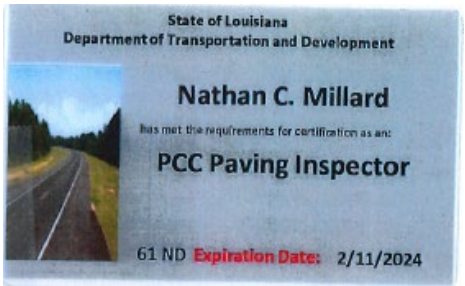 State of Louisiana
Department of Transportation and Development
Nathan C. Millard
has met the requirements for certification as an:
PCC Paving Inspector
61 ND Expiration Date: 2/11/2024